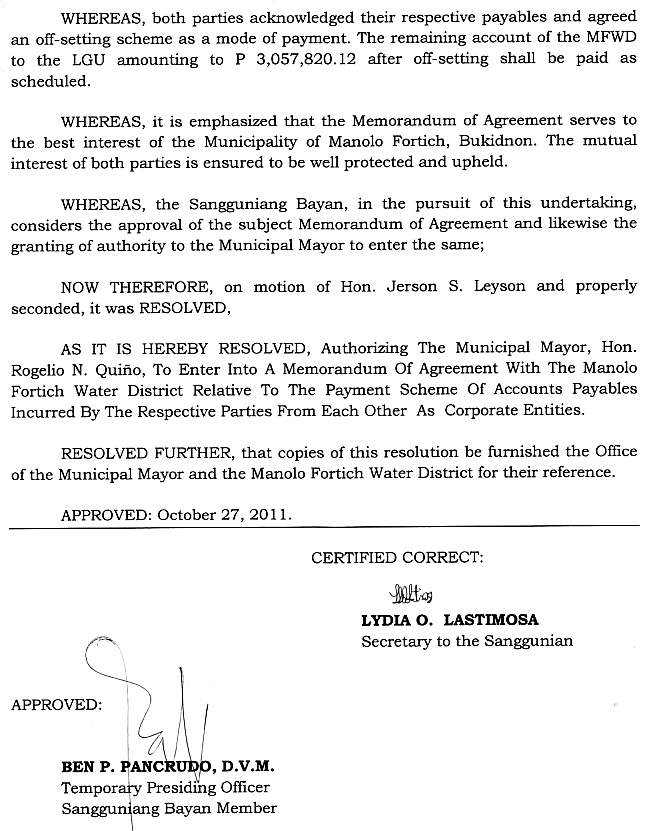 WHEREAS, both parties acknowledged their respective payables and agreed
an off-setting scheme as a mode of payment. The remaining account of the MFWD
to the LGU amounting to P 3,057,820.12 after off-setting shall be paid as
scheduled.
WHEREAS, it is emphasized that the Memorandum of Agreement serves to
the best interest of the Municipality of Manolo Fortich, Bukidnon. The mutual
interest of both parties is ensured to be well protected and upheld.
WHEREAS, the Sangguniang Bayan, in the pursuit of this undertaking,
considers the approval of the subject Memorandum of Agreement and likewise the
granting of authority to the Municipal Mayor to enter the same;
NOW THEREFORE, on motion of Hon. Jerson S. Leyson and properly
seconded, it was RESOLVED,
AS IT IS HEREBY RESOLVED, Authorizing The Municipal Mayor, Hon.
Rogelio N. Quiño, To Enter Into A Memorandum Of Agreement With The Manolo
Fortich Water District Relative To The Payment Scheme Of Accounts Payables
Incurred By The Respective Parties From Each Other As Corporate Entities.
RESOLVED FURTHER, that copies of this resolution be furnished the Office
of the Municipal Mayor and the Manolo Fortich Water District for their reference.
APPROVED: October 27, 2011.
CERTIFIED CORRECT:
LYDIA O. LASTIMOSA
Secretary to the Sanggunian
APPROVED:
BEN P. PANCRUDO, D.V.M.
Temporary Presiding Officer
Sangguniang Bayan Member